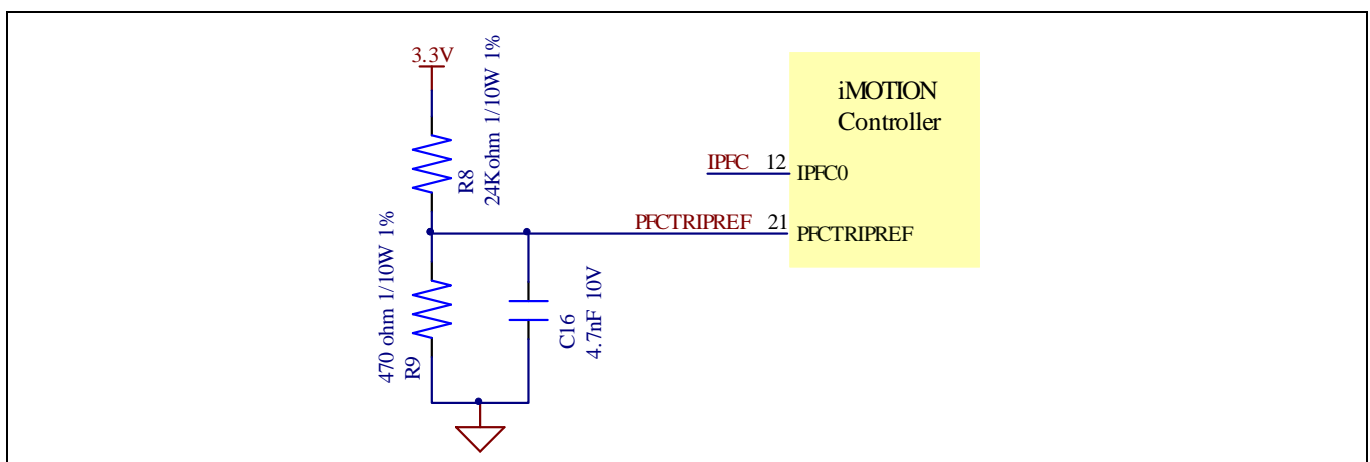 3.3V
R8
24Kohm 1/10W 1%
470 ohm 1/10W 1%
R9
C16
4.7nF 10V
iMOTION
Controller
IPFC 12 IPFC0
PFCTRIPREF 21 PFCTRIPREF